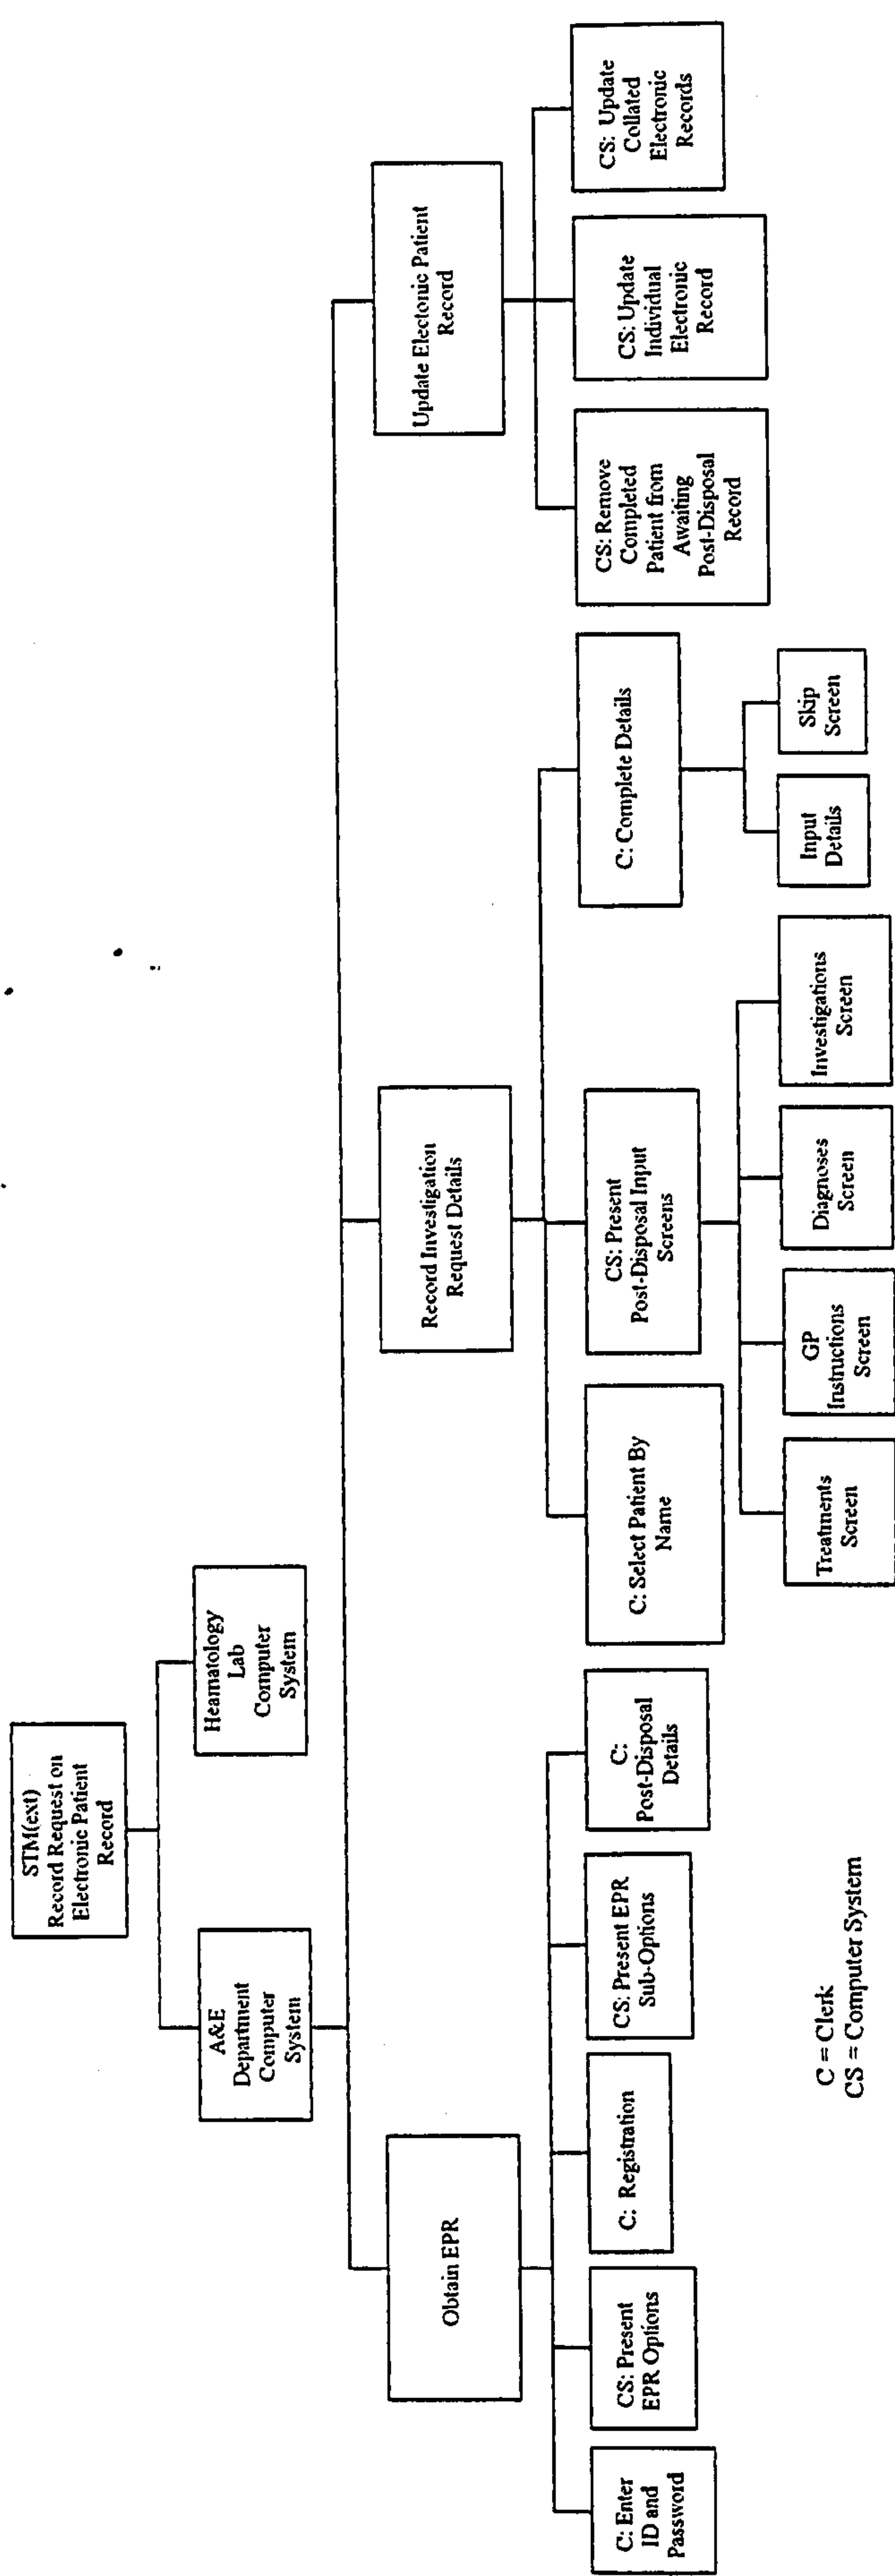 STM(ext)
Record Request on
Electronic Patient
Record
A&E
Department
Computer
System
Heamatology
Lab
Computer
System
Obtain EPR
Record Investigation
Request Details
Update Electonic Patient
Record
C: Enter
ID and
Password
CS: Present
EPR Options
C: Registration
CS: Present EPR
Sub-Options
C:
Post-Disposal
Details
C: Select Patient By
Name
CS: Present
Post-Disposal Input
Screens
C: Complete Details
CS: Remove
Completed
Patient from
Awaiting
Post-Disposal
Record
CS: Update
Individual
Electronic
Record
CS: Update
Collated
Electronic
Records
Treatments
Screen
GP
Instructions
Screen
Diagnoses
Screen
Investigations
Screen
Input
Details
Skip
Screen
C = Clerk
CS = Computer System